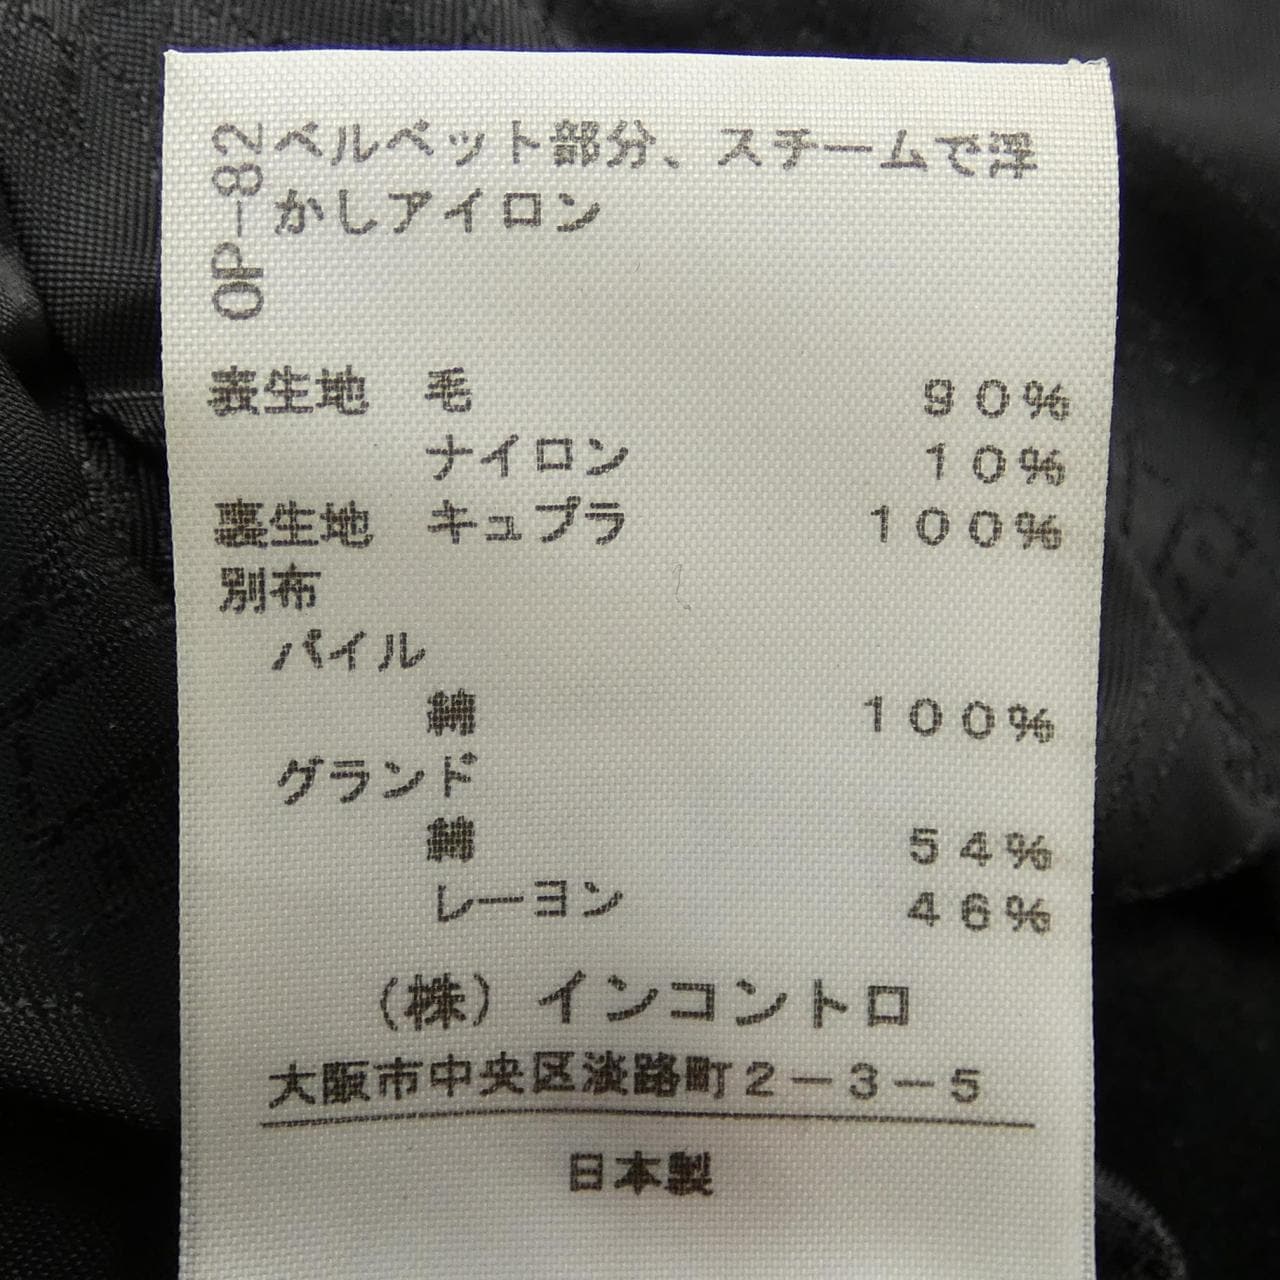 OP-82
ベルベット部分、スチームで浮
かしアイロン
表生地 毛 90%
ナイロン 10%
裏生地 キュプラ 100%
別布
パイル
綿 100%
グランド
綿 54%
レーヨン 46%
(株)インコントロ
大阪市中央区淡路町2-3-5
日本製